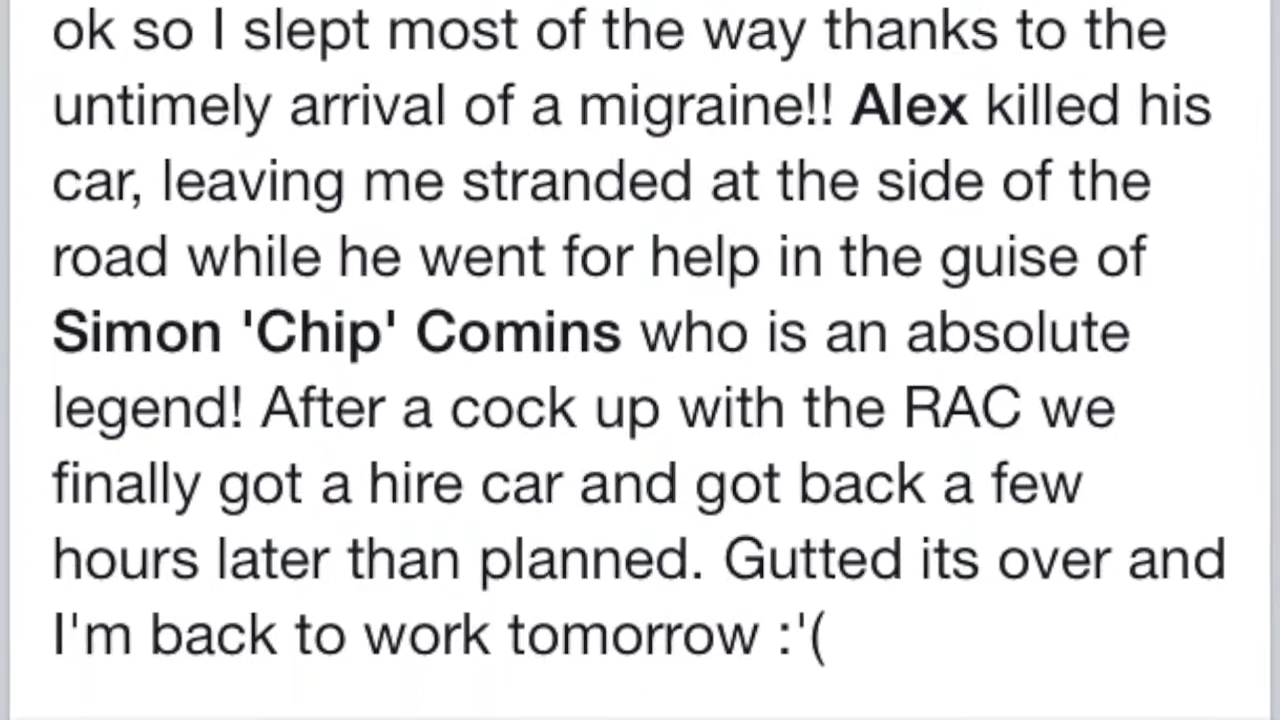 ok so I slept most of the way thanks to the
untimely arrival of a migraine!! Alex killed his
car, leaving me stranded at the side of the
road while he went for help in the guise of
Simon 'Chip' Comins who is an absolute
legend! After a cock up with the RAC we
finally got a hire car and got back a few
hours later than planned. Gutted its over and
I'm back to work tomorrow :'(